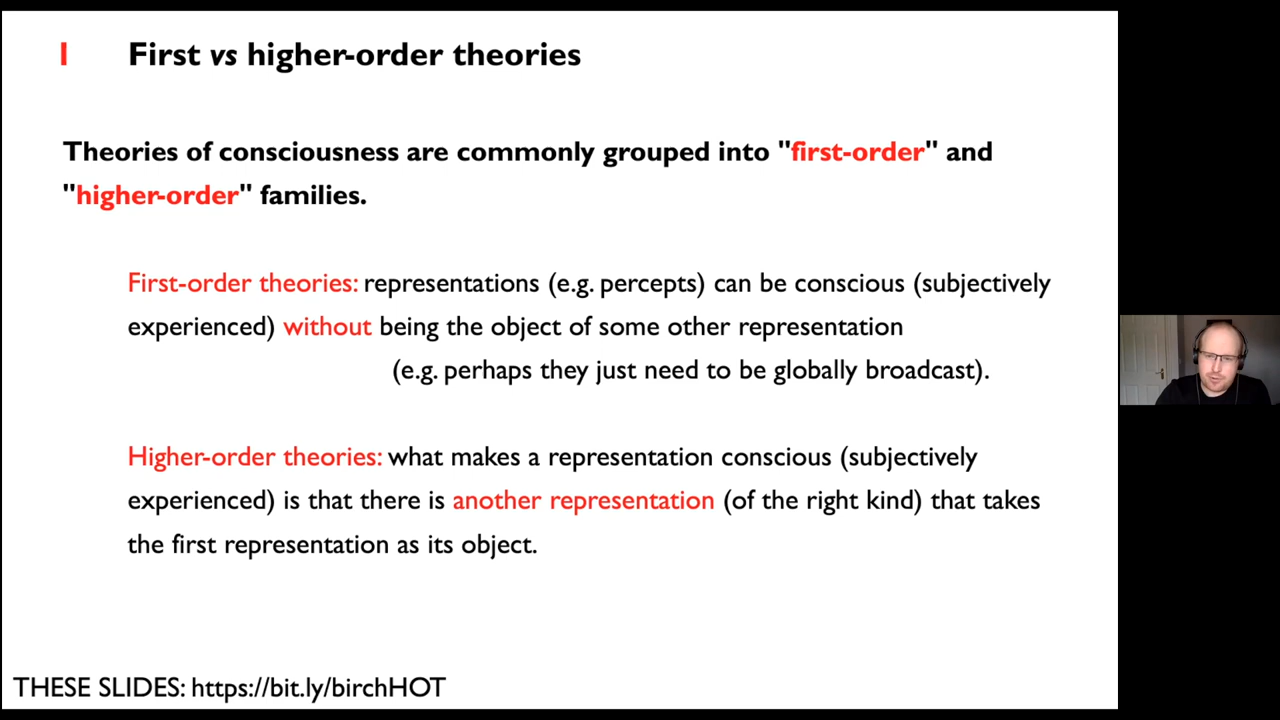 1 First vs higher-order theories
Theories of consciousness are commonly grouped into "first-order" and
"higher-order" families.
First-order theories: representations (e.g. percepts) can be conscious (subjectively
experienced) without being the object of some other representation
(e.g. perhaps they just need to be globally broadcast).
Higher-order theories: what makes a representation conscious (subjectively
experienced) is that there is another representation (of the right kind) that takes
the first representation as its object.
THESE SLIDES: https://bit.ly/birchHOT